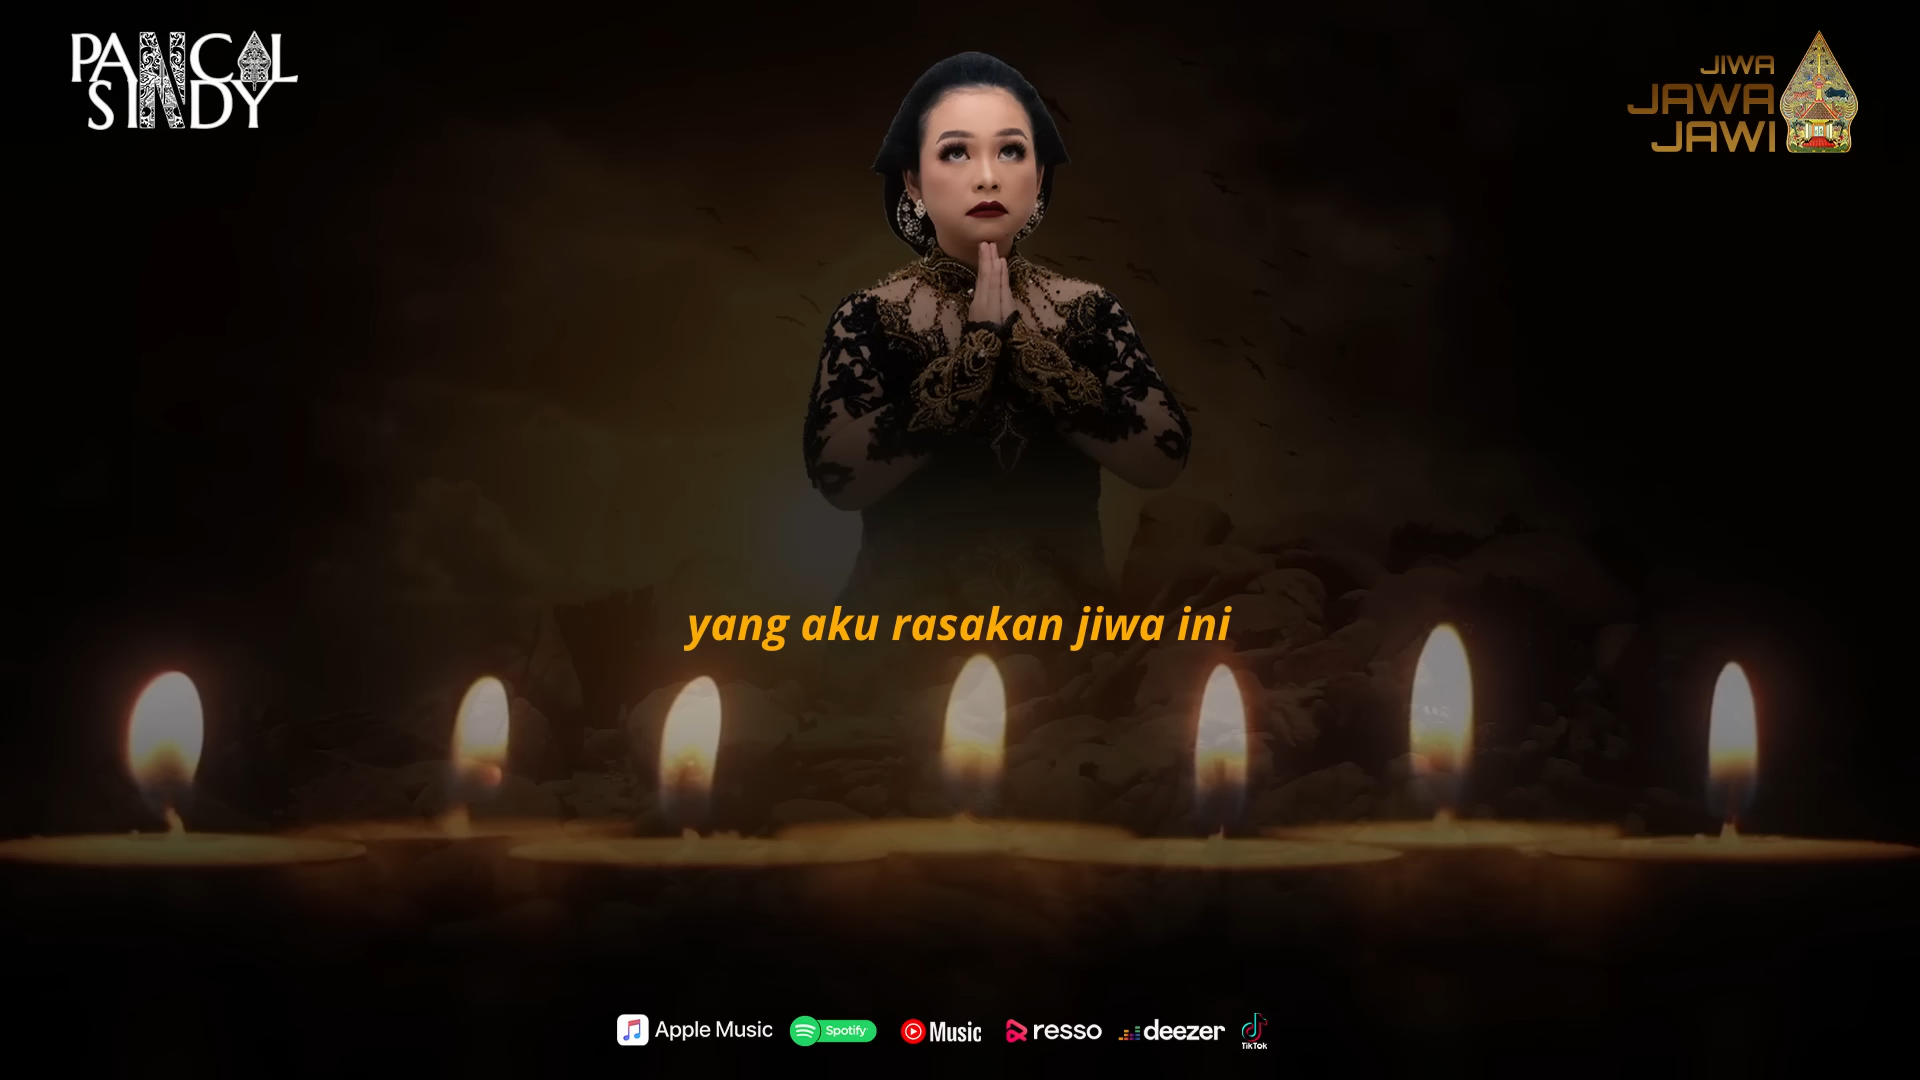 PANCAL
SINDY
JIWA
JAWA
JAWI
yang aku rasakan jiwa ini
Apple Music
Spotify
Music
resso
deezer
TikTok